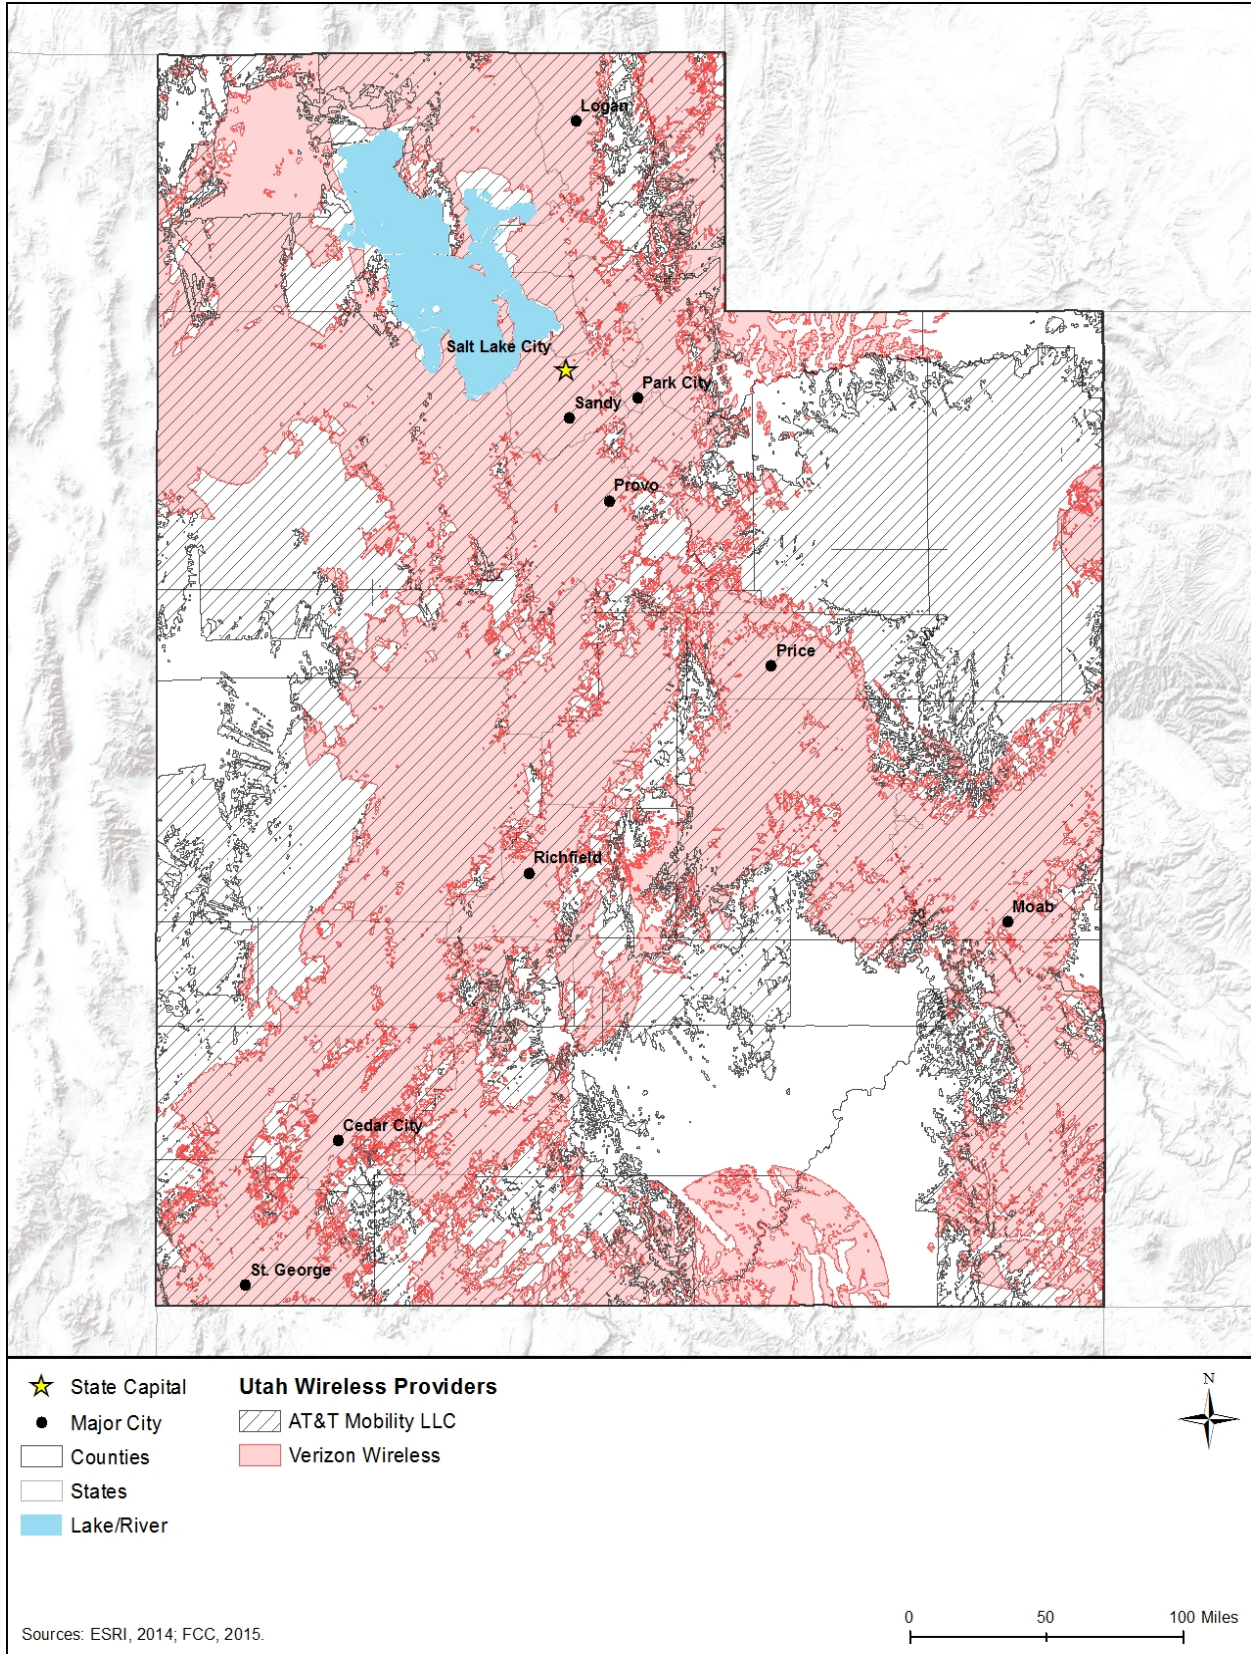 Logan
Salt Lake City
Park City
Sandy
Provo
Price
Richfield
Moab
Cedar City
St. George
State Capital
Major City
Counties
States
Lake/River
Utah Wireless Providers
AT&T Mobility LLC
Verizon Wireless
N
0 50 100 Miles
Sources: ESRI, 2014; FCC, 2015.